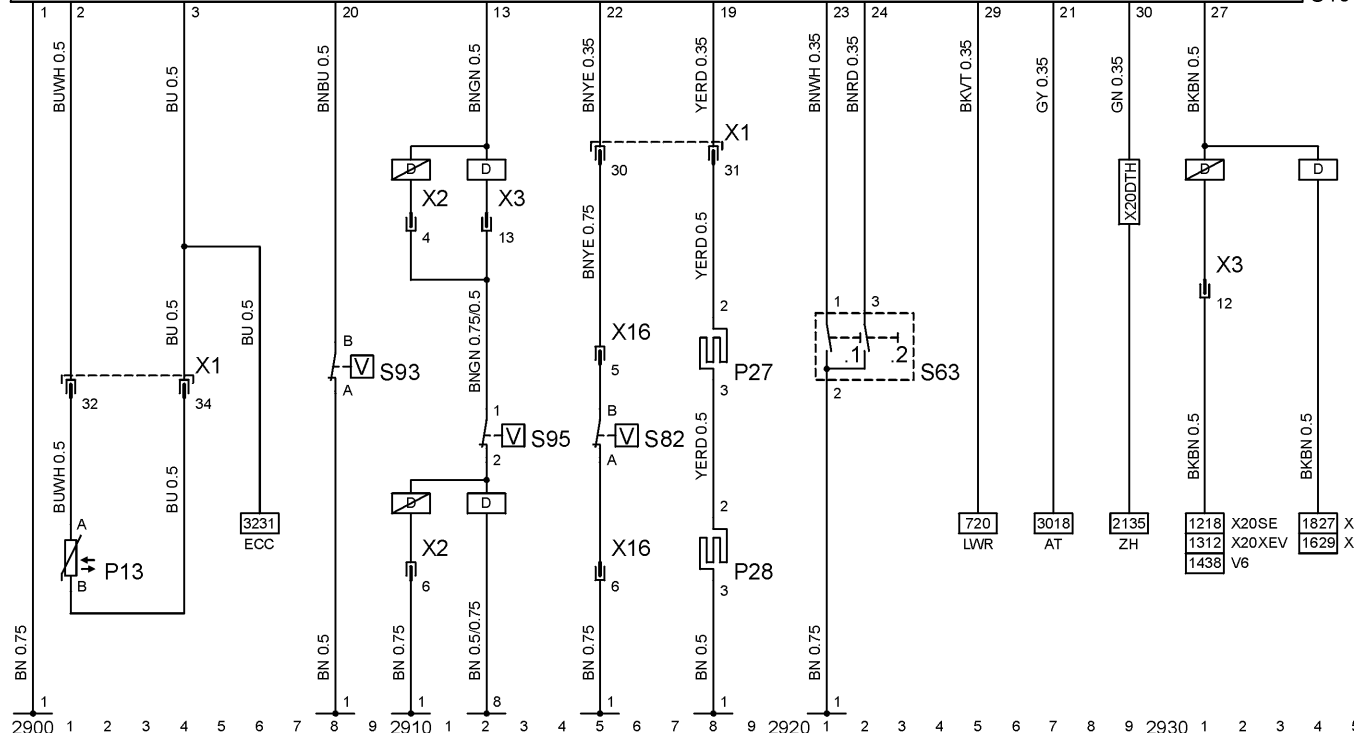 1 2 3 20 13 22 19 23 24 29 21 30 27
BUWH 0.5
BU 0.5
BNBU 0.5
BNGN 0.5
BNYE 0.35
YERD 0.5
BNWH 0.35
BNRD 0.35
BKVT 0.35
GY 0.35
GN 0.35
BKBN 0.5
X1
30 31
D D
X2 X3
4 13
X20DTH
D D
BNYE 0.75
YERD 0.5
X3
12
BU 0.5
BU 0.5
BNGN 0.75/0.5
X1
32 34
B
V S93
A
X16
5
2
P27
3
1 3
.1 .2 S63
2
1
V S95
2
B
V S82
A
BUWH 0.5
BU 0.5
YERD 0.5
BKBN 0.5
BKBN 0.5
D D
A
P13
B
3231
ECC
X2
6
X16
6
2
P28
3
720
LWR
3018
AT
2135
ZH
1218 X20SE
1312 X20XEV
1438 V6
1827 X
1629 X
BN 0.75
BN 0.5
BN 0.75
BN 0.5/0.75
BN 0.75
BN 0.5
BN 0.75
1 1 1 8 1 1 1
2900 1 2 3 4 5 6 7 8 9 2910 1 2 3 4 5 6 7 8 9 2920 1 2 3 4 5 6 7 8 9 2930 1 2 3 4 5